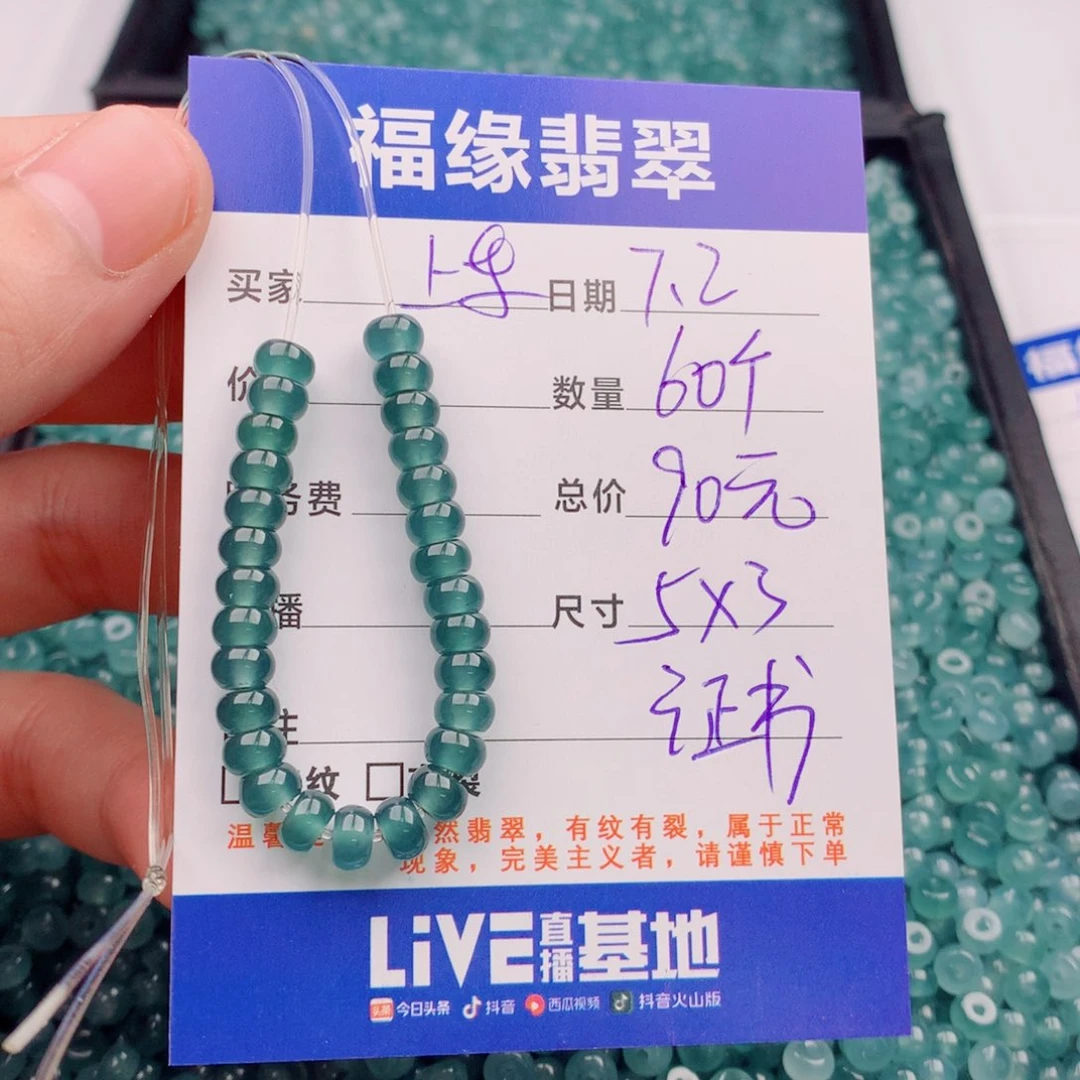 福缘翡翠
买家 日期 7.2
价 数量 60个
务费 总价 90元
播 尺寸 5X3
注 证书
纹
温馨 然翡翠，有纹有裂，属于正常
现象，完美主义者，请谨慎下单
LiVE直播基地
头条 今日头条 抖音 西瓜视频 抖音火山版
福